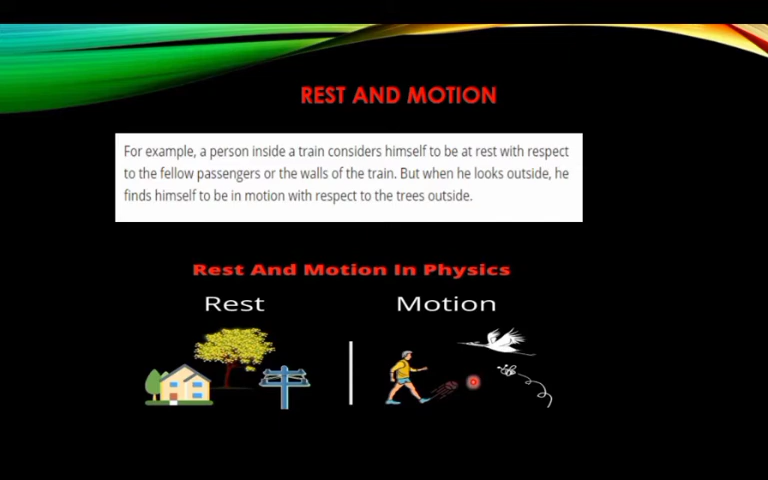 REST AND MOTION
For example, a person inside a train considers himself to be at rest with respect
to the fellow passengers or the walls of the train. But when he looks outside, he
finds himself to be in motion with respect to the trees outside.
Rest And Motion In Physics
Rest
Motion